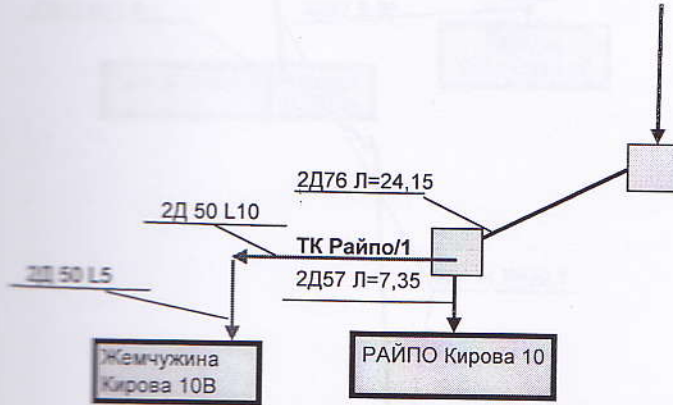 2Д76 Л=24,15
2Д 50 L10
ТК Райпо/1
2Д 50 L5
2Д57 Л=7,35
Жемчужина
Кирова 10В
РАЙПО Кирова 10